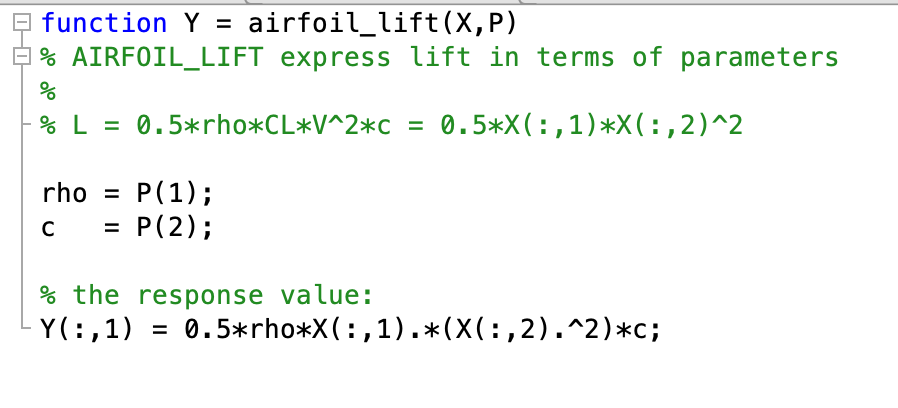 function Y = airfoil_lift(X,P)
% AIRFOIL_LIFT express lift in terms of parameters
%
% L = 0.5*rho*CL*V^2*c = 0.5*X(:,1)*X(:,2)^2
rho = P(1);
c   = P(2);
% the response value:
Y(:,1) = 0.5*rho*X(:,1).*(X(:,2).^2)*c;